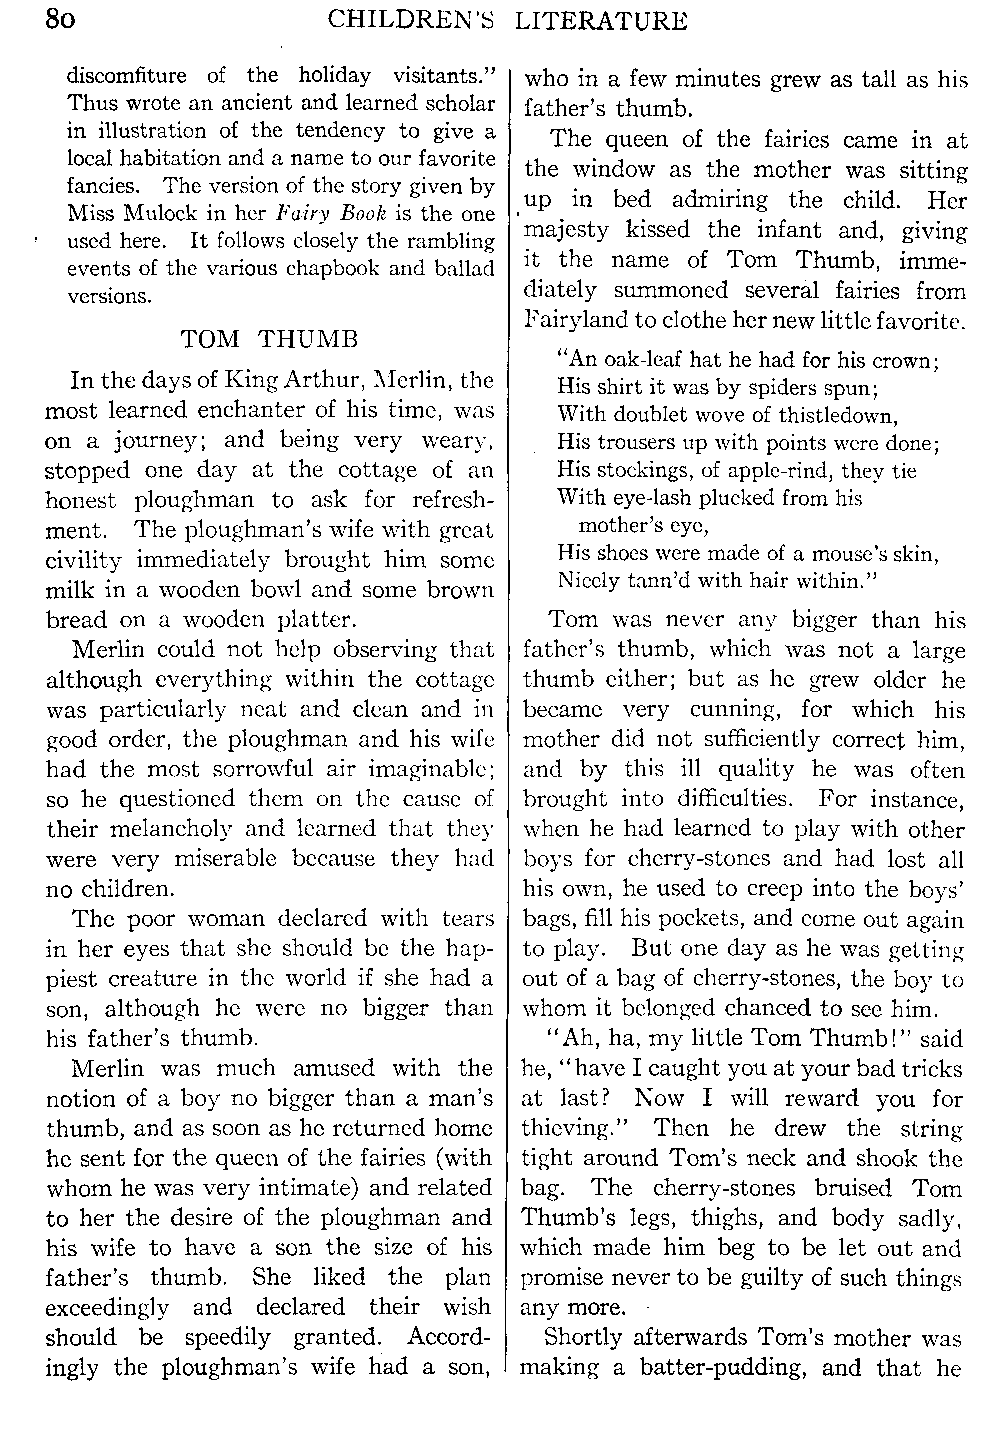 80 CHILDREN'S LITERATURE
discomfiture of the holiday visitants."
Thus wrote an ancient and learned scholar
in illustration of the tendency to give a
local habitation and a name to our favorite
fancies. The version of the story given by
Miss Mulock in her Fairy Book is the one
used here. It follows closely the rambling
events of the various chapbook and ballad
versions.
TOM THUMB
In the days of King Arthur, Merlin, the
most learned enchanter of his time, was
on a journey; and being very weary,
stopped one day at the cottage of an
honest ploughman to ask for refresh-
ment. The ploughman's wife with great
civility immediately brought him some
milk in a wooden bowl and some brown
bread on a wooden platter.
Merlin could not help observing that
although everything within the cottage
was particularly neat and clean and in
good order, the ploughman and his wife
had the most sorrowful air imaginable;
so he questioned them on the cause of
their melancholy and learned that they
were very miserable because they had
no children.
The poor woman declared with tears
in her eyes that she should be the hap-
piest creature in the world if she had a
son, although he were no bigger than
his father's thumb.
Merlin was much amused with the
notion of a boy no bigger than a man's
thumb, and as soon as he returned home
he sent for the queen of the fairies (with
whom he was very intimate) and related
to her the desire of the ploughman and
his wife to have a son the size of his
father's thumb. She liked the plan
exceedingly and declared their wish
should be speedily granted. Accord-
ingly the ploughman's wife had a son,
who in a few minutes grew as tall as his
father's thumb.
The queen of the fairies came in at
the window as the mother was sitting
up in bed admiring the child. Her
majesty kissed the infant and, giving
it the name of Tom Thumb, imme-
diately summoned several fairies from
Fairyland to clothe her new little favorite.
"An oak-leaf hat he had for his crown;
His shirt it was by spiders spun;
With doublet wove of thistledown,
His trousers up with points were done;
His stockings, of apple-rind, they tie
With eye-lash plucked from his
mother's eye,
His shoes were made of a mouse's skin,
Nicely tann'd with hair within."
Tom was never any bigger than his
father's thumb, which was not a large
thumb either; but as he grew older he
became very cunning, for which his
mother did not sufficiently correct him,
and by this ill quality he was often
brought into difficulties. For instance,
when he had learned to play with other
boys for cherry-stones and had lost all
his own, he used to creep into the boys'
bags, fill his pockets, and come out again
to play. But one day as he was getting
out of a bag of cherry-stones, the boy to
whom it belonged chanced to see him.
"Ah, ha, my little Tom Thumb!" said
he, "have I caught you at your bad tricks
at last? Now I will reward you for
thieving." Then he drew the string
tight around Tom's neck and shook the
bag. The cherry-stones bruised Tom
Thumb's legs, thighs, and body sadly,
which made him beg to be let out and
promise never to be guilty of such things
any more.
Shortly afterwards Tom's mother was
making a batter-pudding, and that he